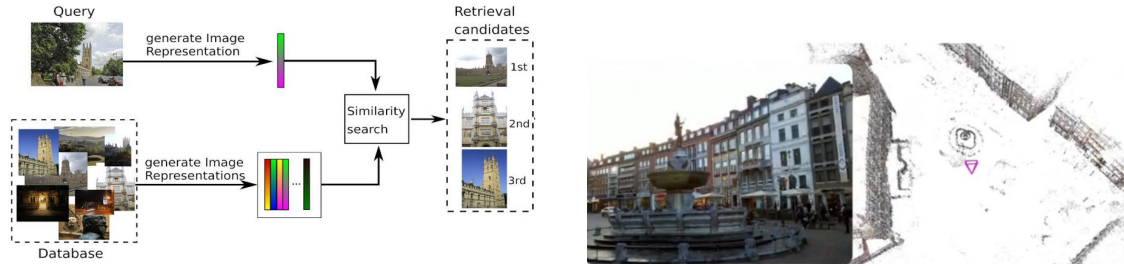 Query
generate Image
Representation
Database
generate Image
Representations
...
Similarity
search
Retrieval
candidates
1st
2nd
3rd